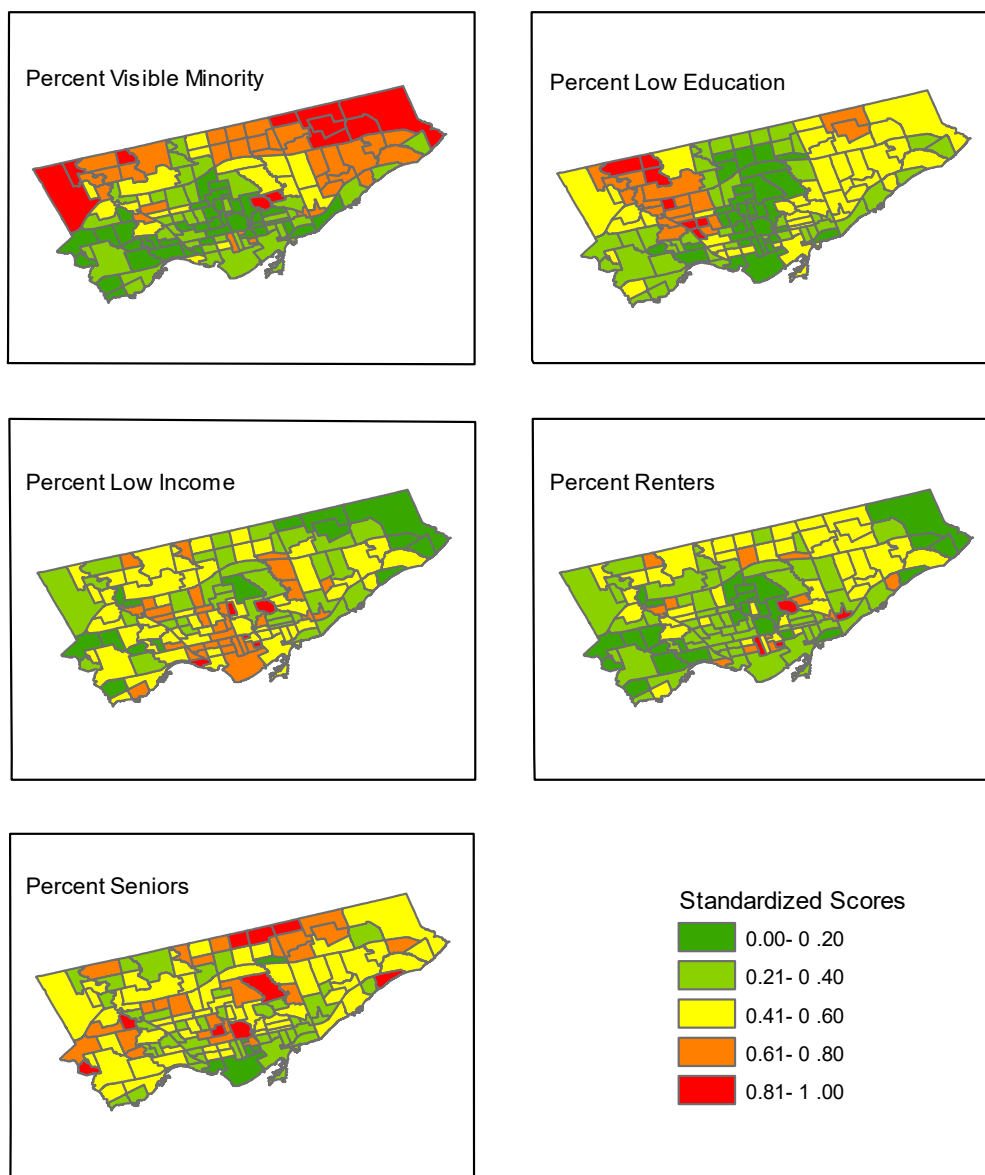 Percent Visible Minority
Percent Low Education
Percent Low Income
Percent Renters
Percent Seniors
Standardized Scores
0.00- 0 .20
0.21- 0 .40
0.41- 0 .60
0.61- 0 .80
0.81- 1 .00